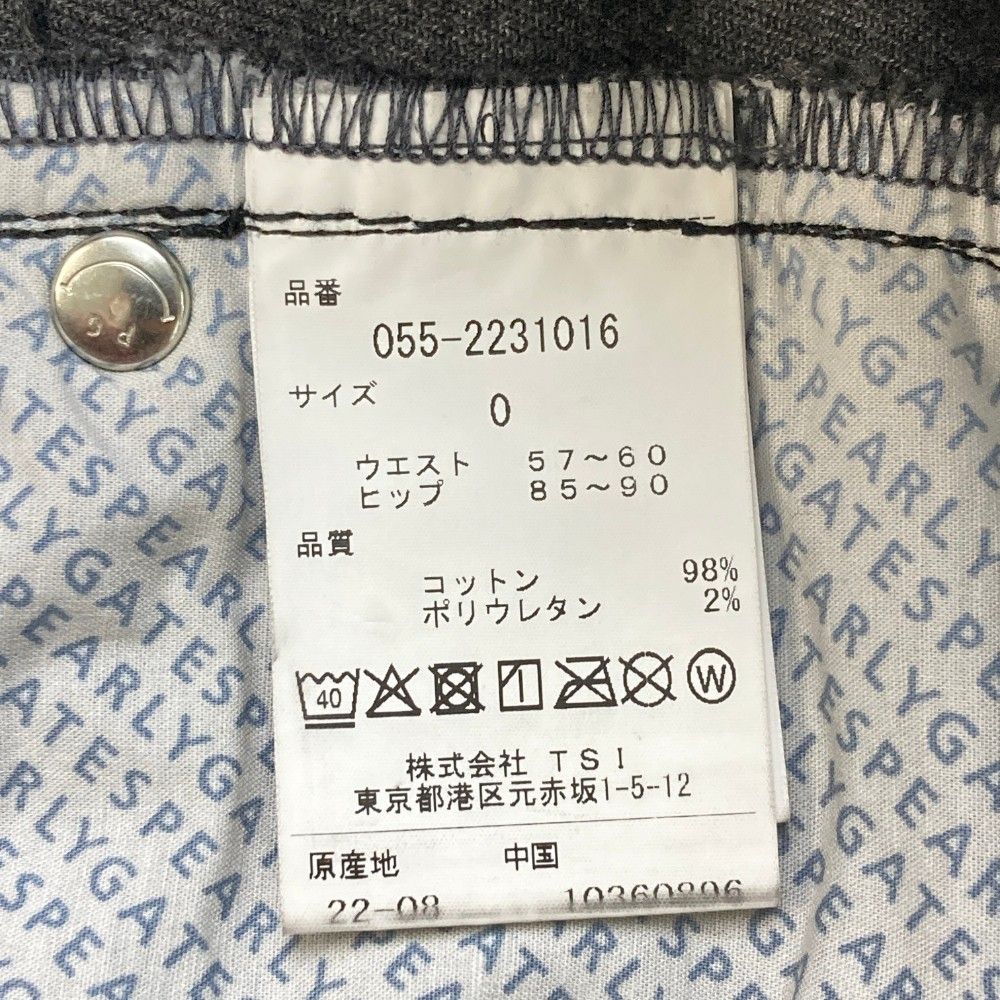 品番
055-2231016
サイズ
0
ウエスト 57～60
ヒップ 85～90
品質
コットン 98%
ポリウレタン 2%
40
W
株式会社 TSI
東京都港区元赤坂1-5-12
原産地 中国
22-08 10360806
PEARLYGATES
PG